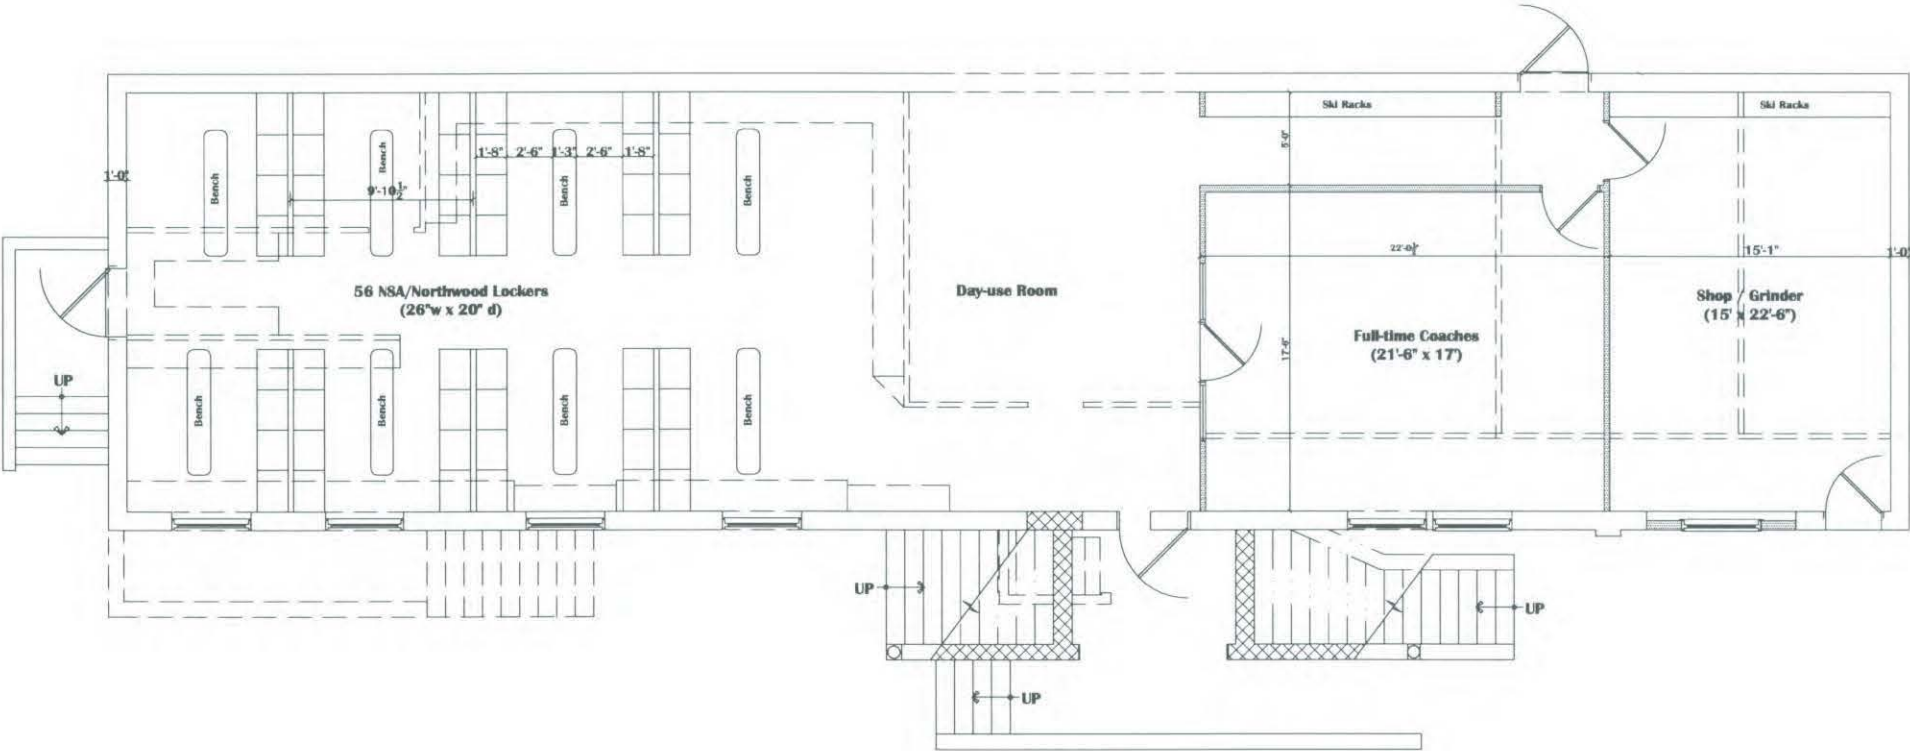 Ski Racks
Ski Racks
5'-0"
1'-0"
Bench
Bench
1'-8"
2'-6"
1'-3"
2'-6"
1'-8"
9'-10½"
Bench
Bench
22'-0½"
15'-1"
1'-0"
56 NSA/Northwood Lockers
(26"w x 20" d)
Day-use Room
Shop / Grinder
(15' x 22'-6")
Full-time Coaches
(21'-6" x 17')
17'-6"
UP
Bench
Bench
Bench
Bench
UP
UP
UP